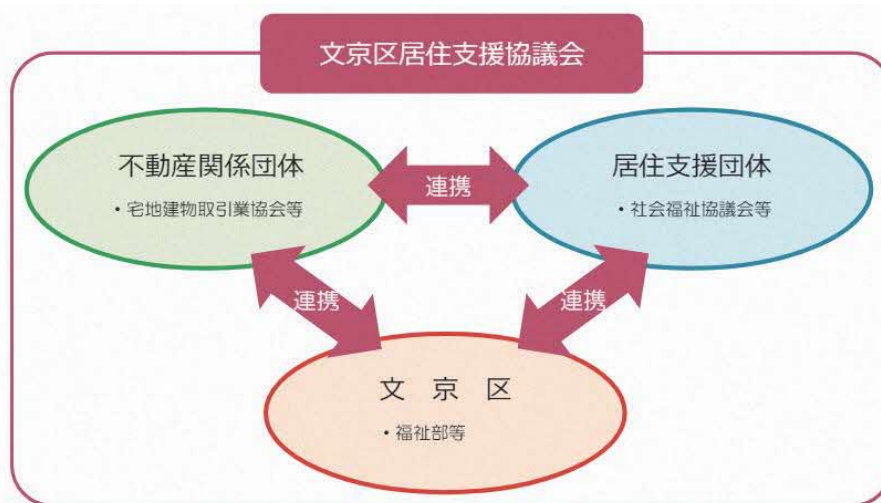 文京区居住支援協議会
不動産関係団体
・宅地建物取引業協会等
連携
居住支援団体
・社会福祉協議会等
連携
連携
文　京　区
・福祉部等